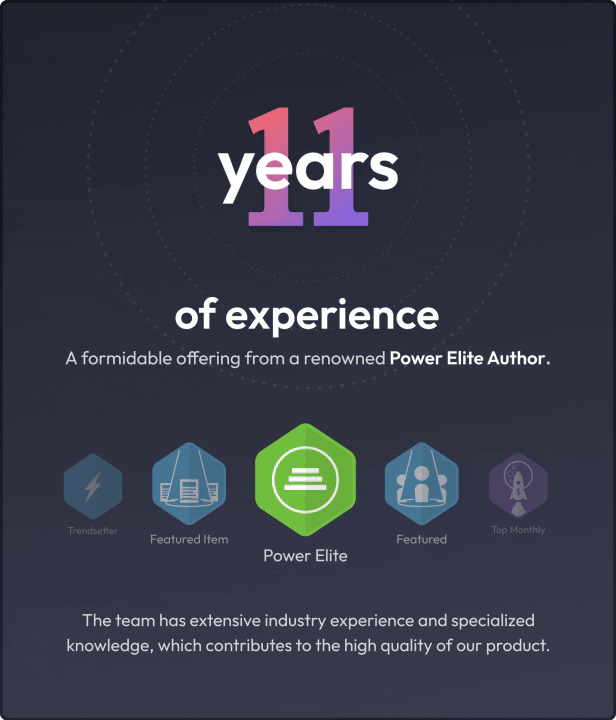 11
years
of experience
A formidable offering from a renowned Power Elite Author.
Trendsetter
Featured Item
Power Elite
Featured
Top Monthly
The team has extensive industry experience and specialized
knowledge, which contributes to the high quality of our product.